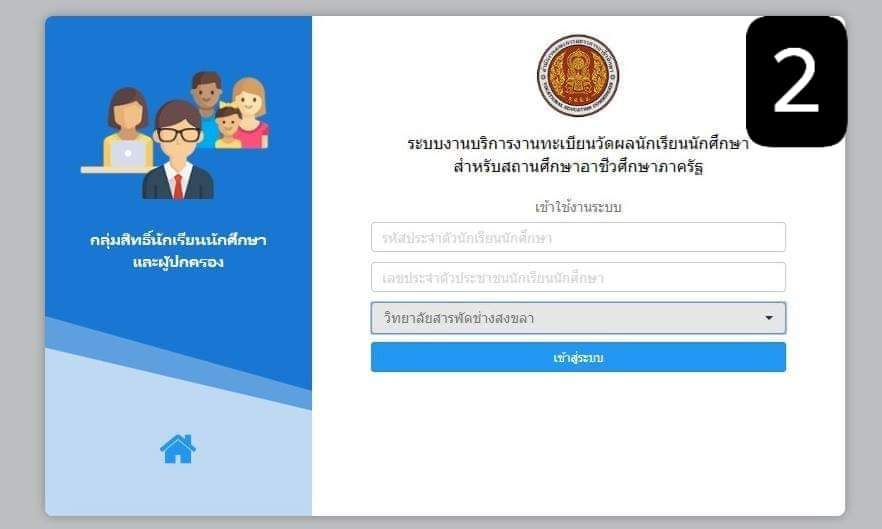 2
ระบบงานบริการงานทะเบียนวัดผลนักเรียนนักศึกษา
สำหรับสถานศึกษาอาชีวศึกษาภาครัฐ
กลุ่มสิทธิ์นักเรียนนักศึกษา
และผู้ปกครอง
เข้าใช้งานระบบ
รหัสประจำตัวนักเรียนนักศึกษา
เลขประจำตัวประชาชนนักเรียนนักศึกษา
วิทยาลัยสารพัดช่างสงขลา
เข้าสู่ระบบ